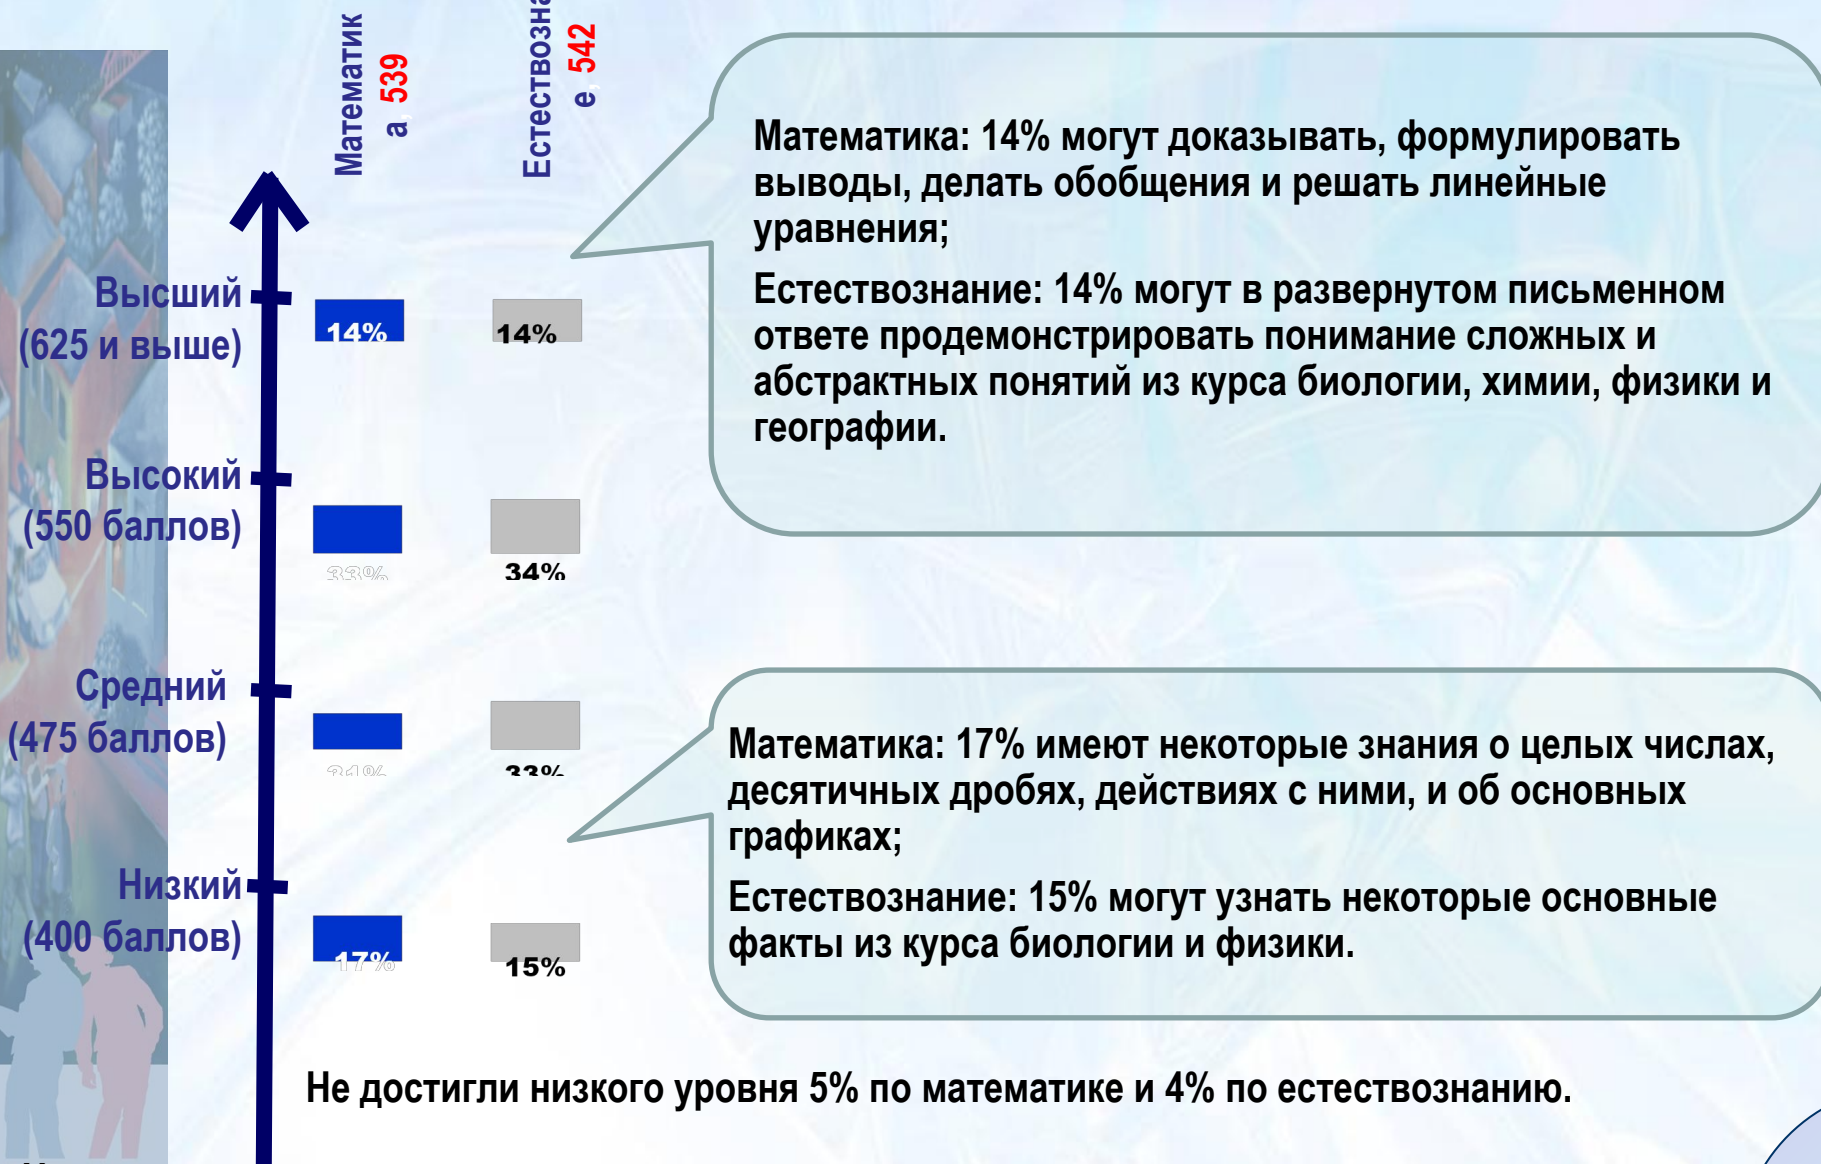 Математик
а, 539
Естествозна
е, 542
Математика: 14% могут доказывать, формулировать
выводы, делать обобщения и решать линейные
уравнения;
Естествознание: 14% могут в развернутом письменном
ответе продемонстрировать понимание сложных и
абстрактных понятий из курса биологии, химии, физики и
географии.
Высший
(625 и выше)
14%
14%
Высокий
(550 баллов)
33%
34%
Средний
(475 баллов)
31%
33%
Математика: 17% имеют некоторые знания о целых числах,
десятичных дробях, действиях с ними, и об основных
графиках;
Естествознание: 15% могут узнать некоторые основные
факты из курса биологии и физики.
Низкий
(400 баллов)
17%
15%
Не достигли низкого уровня 5% по математике и 4% по естествознанию.